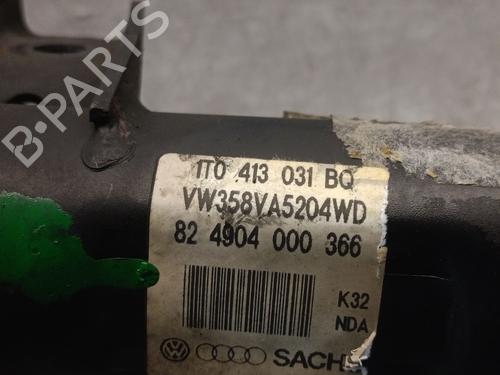 B-PARTS
1T0 413 031 BQ
VW358VA5204WD
82 4904 000 366
K32
NDA
SACHS